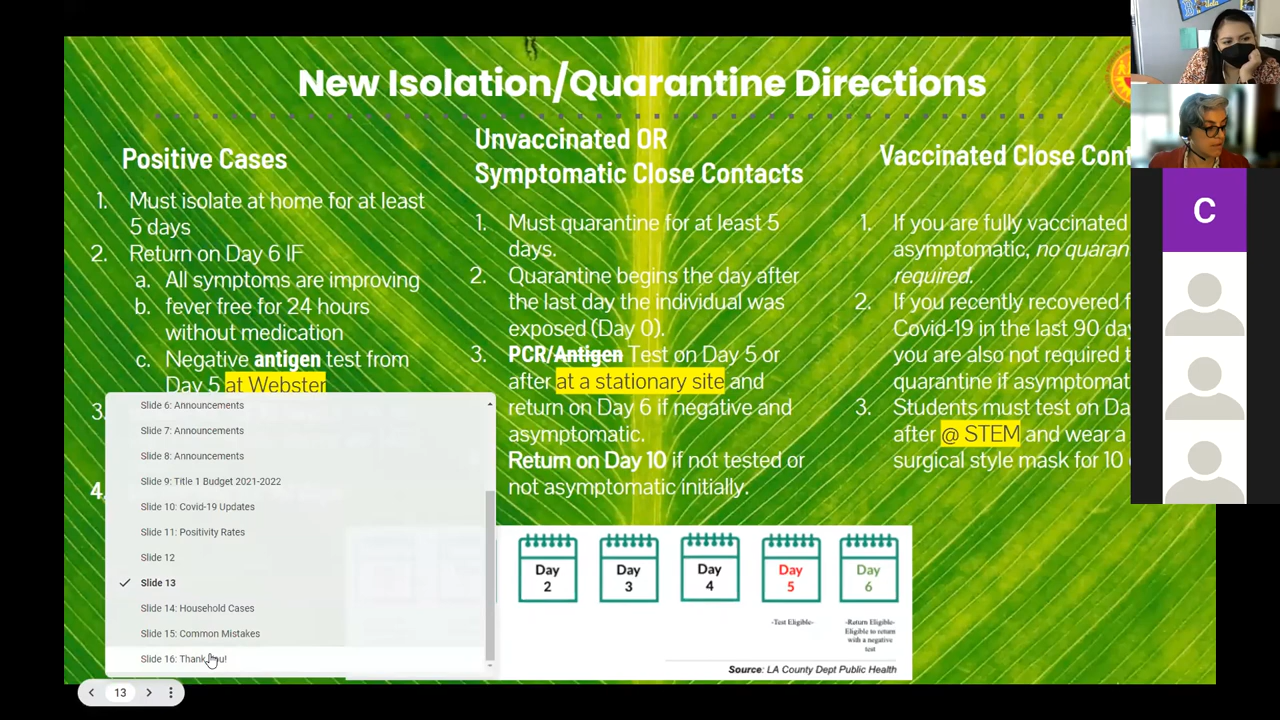 New Isolation/Quarantine Directions
Positive Cases
1. Must isolate at home for at least
5 days
2. Return on Day 6 IF
a. All symptoms are improving
b. fever free for 24 hours
without medication
c. Negative antigen test from
Day 5 at Webster
3.
4.
Unvaccinated OR
Symptomatic Close Contacts
1. Must quarantine for at least 5
days.
2. Quarantine begins the day after
the last day the individual was
exposed (Day 0).
3. PCR/Antigen Test on Day 5 or
after at a stationary site and
return on Day 6 if negative and
asymptomatic.
Return on Day 10 if not tested or
not asymptomatic initially.
Vaccinated Close Cont
1. If you are fully vaccinated
asymptomatic, no quaran
required.
2. If you recently recovered f
Covid-19 in the last 90 day
you are also not required t
quarantine if asymptomat
3. Students must test on Da
after @ STEM and wear a
surgical style mask for 10
Slide 6: Announcements
Slide 7: Announcements
Slide 8: Announcements
Slide 9: Title 1 Budget 2021-2022
Slide 10: Covid-19 Updates
Slide 11: Positivity Rates
Slide 12
Slide 13
Slide 14: Household Cases
Slide 15: Common Mistakes
Slide 16: Thank You!
Day
2
Day
3
Day
4
Day
5
Day
6
-Test Eligible-
-Return Eligible-
Eligible to return
with a negative
test
Source: LA County Dept Public Health
13
C